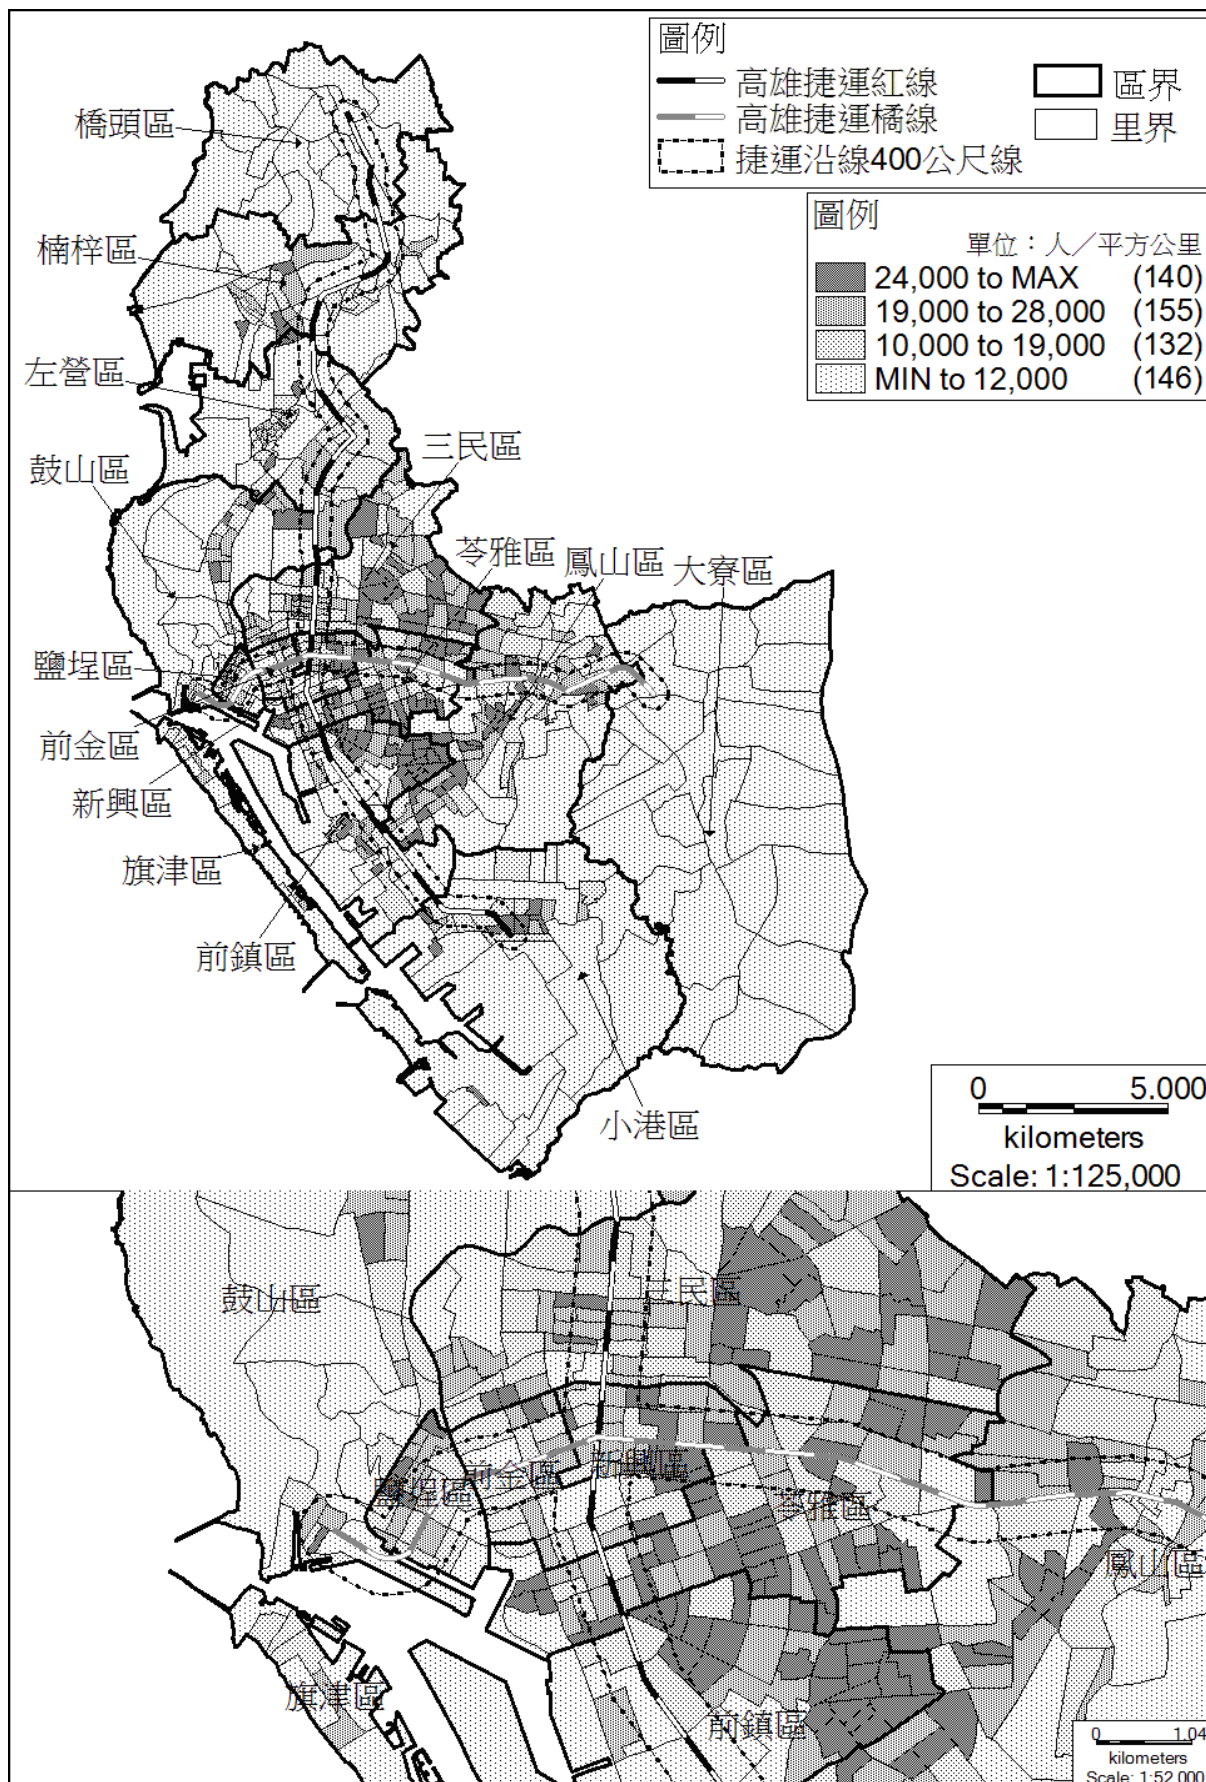 圖例
高雄捷運紅線
高雄捷運橘線
捷運沿線400公尺線
區界
里界
圖例
單位：人／平方公里
24,000 to MAX (140)
19,000 to 28,000 (155)
10,000 to 19,000 (132)
MIN to 12,000 (146)
橋頭區
楠梓區
左營區
三民區
鼓山區
苓雅區
鳳山區
大寮區
鹽埕區
前金區
新興區
旗津區
前鎮區
小港區
0 5.000
kilometers
Scale: 1:125,000
鼓山區
三民區
鹽埕區
前金區
新興區
苓雅區
鳳山區
旗津區
前鎮區
0 1.04
kilometers
Scale: 1:52,000